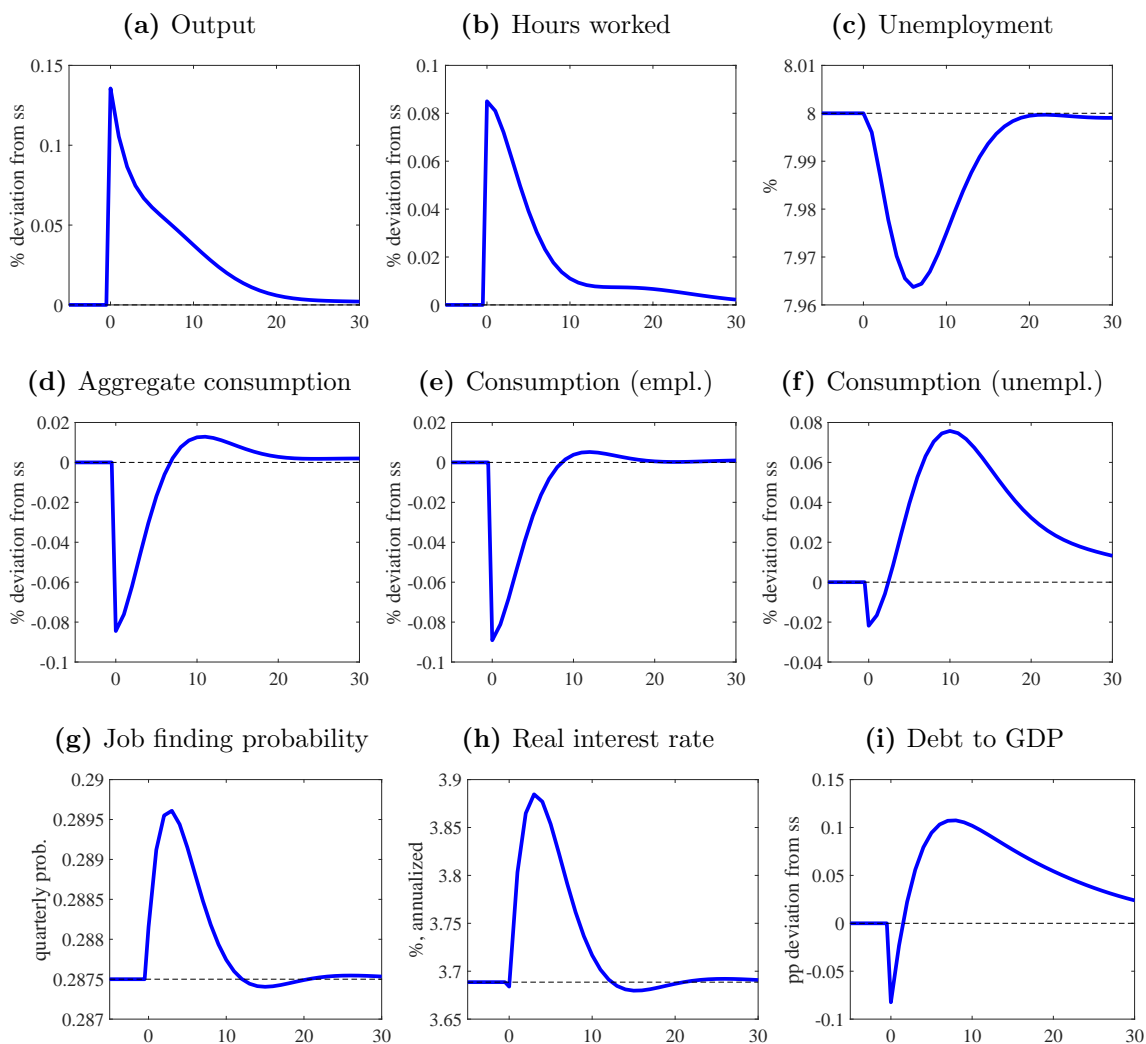 (a) Output
(b) Hours worked
(c) Unemployment
% deviation from ss
0.15
0.1
0.05
0
0 10 20 30
% deviation from ss
0.1
0.08
0.06
0.04
0.02
0
0 10 20 30
%
8.01
8
7.99
7.98
7.97
7.96
0 10 20 30
(d) Aggregate consumption
(e) Consumption (empl.)
(f) Consumption (unempl.)
% deviation from ss
0.02
0
-0.02
-0.04
-0.06
-0.08
-0.1
0 10 20 30
% deviation from ss
0.02
0
-0.02
-0.04
-0.06
-0.08
-0.1
0 10 20 30
% deviation from ss
0.08
0.06
0.04
0.02
0
-0.02
-0.04
0 10 20 30
(g) Job finding probability
(h) Real interest rate
(i) Debt to GDP
quarterly prob.
0.29
0.2895
0.289
0.2885
0.288
0.2875
0.287
0 10 20 30
%, annualized
3.9
3.85
3.8
3.75
3.7
3.65
0 10 20 30
pp deviation from ss
0.15
0.1
0.05
0
-0.05
-0.1
0 10 20 30